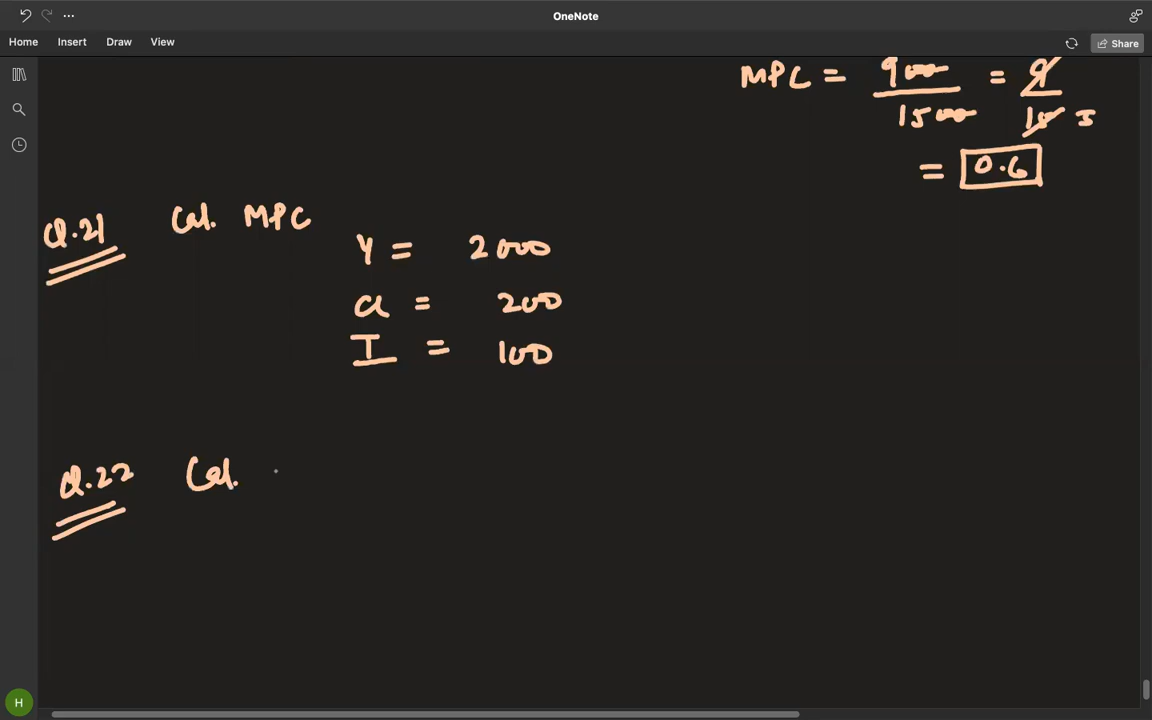 OneNote
Home Insert Draw View
Share
MPC = 900/1500 = 9/15 5
= 0.6
Q.21 Cal. MPC
Y = 2000
a = 200
I = 100
Q.22 Cal.
H